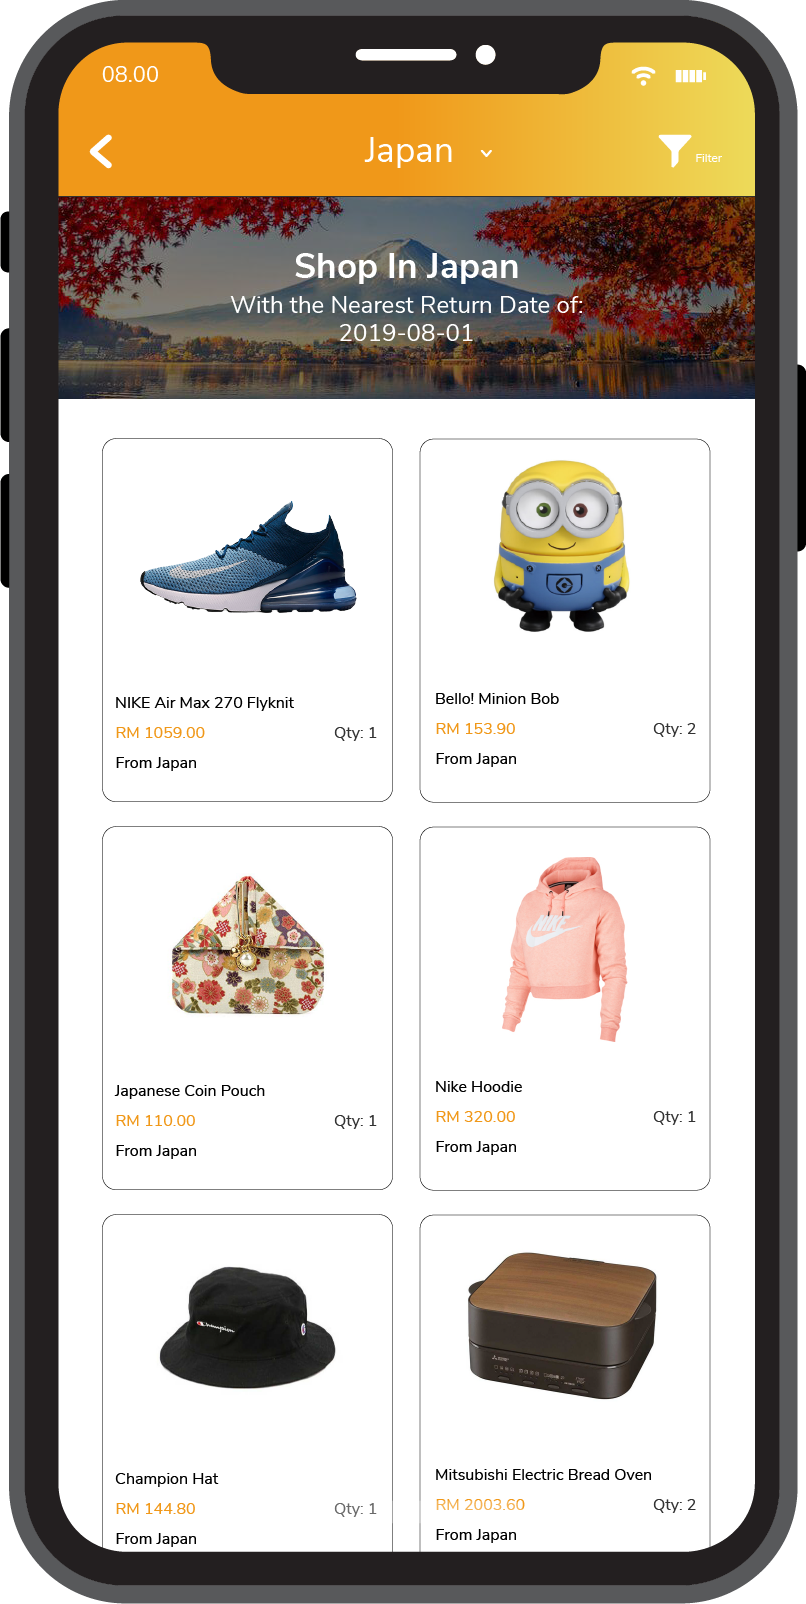 08.00
Japan
Filter
Shop In Japan
With the Nearest Return Date of:
2019-08-01
NIKE Air Max 270 Flyknit
RM 1059.00 Qty: 1
From Japan
Bello! Minion Bob
RM 153.90 Qty: 2
From Japan
NIKE
Japanese Coin Pouch
RM 110.00 Qty: 1
From Japan
Nike Hoodie
RM 320.00 Qty: 1
From Japan
Champion
Champion Hat
RM 144.80 Qty: 1
From Japan
Mitsubishi Electric Bread Oven
RM 2003.60 Qty: 2
From Japan